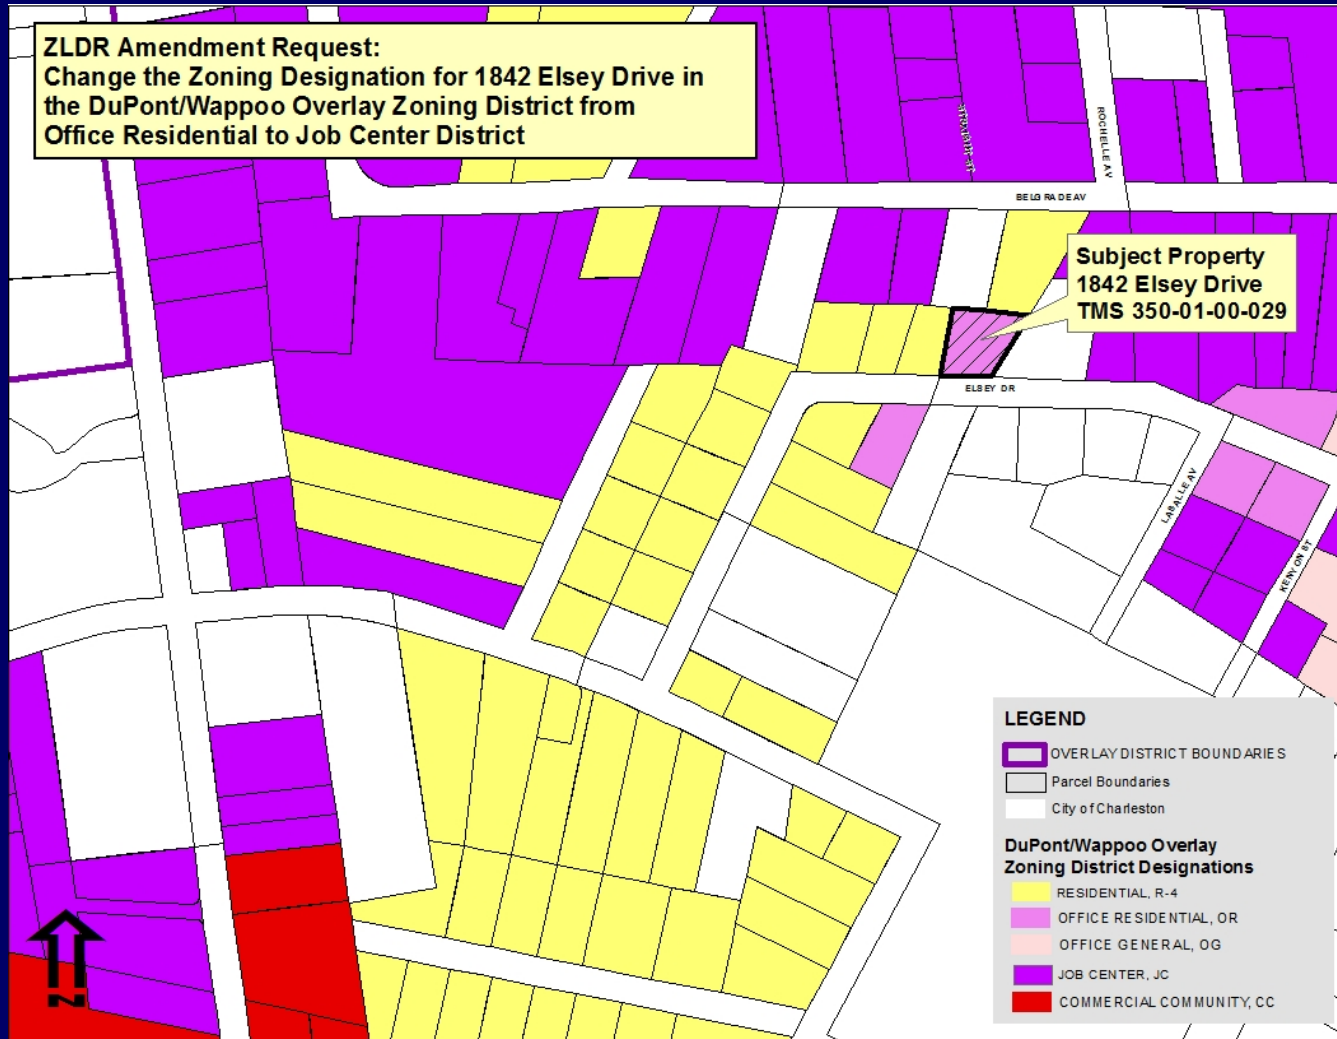 ZLDR Amendment Request:
Change the Zoning Designation for 1842 Elsey Drive in
the DuPont/Wappoo Overlay Zoning District from
Office Residential to Job Center District
ROCHELLE AV
BELGRADE AV
Subject Property
1842 Elsey Drive
TMS 350-01-00-029
ELSEY DR
LASALLE AV
KENYON ST
LEGEND
OVERLAY DISTRICT BOUNDARIES
Parcel Boundaries
City of Charleston
DuPont/Wappoo Overlay
Zoning District Designations
RESIDENTIAL, R-4
OFFICE RESIDENTIAL, OR
OFFICE GENERAL, OG
JOB CENTER, JC
COMMERCIAL COMMUNITY, CC
N